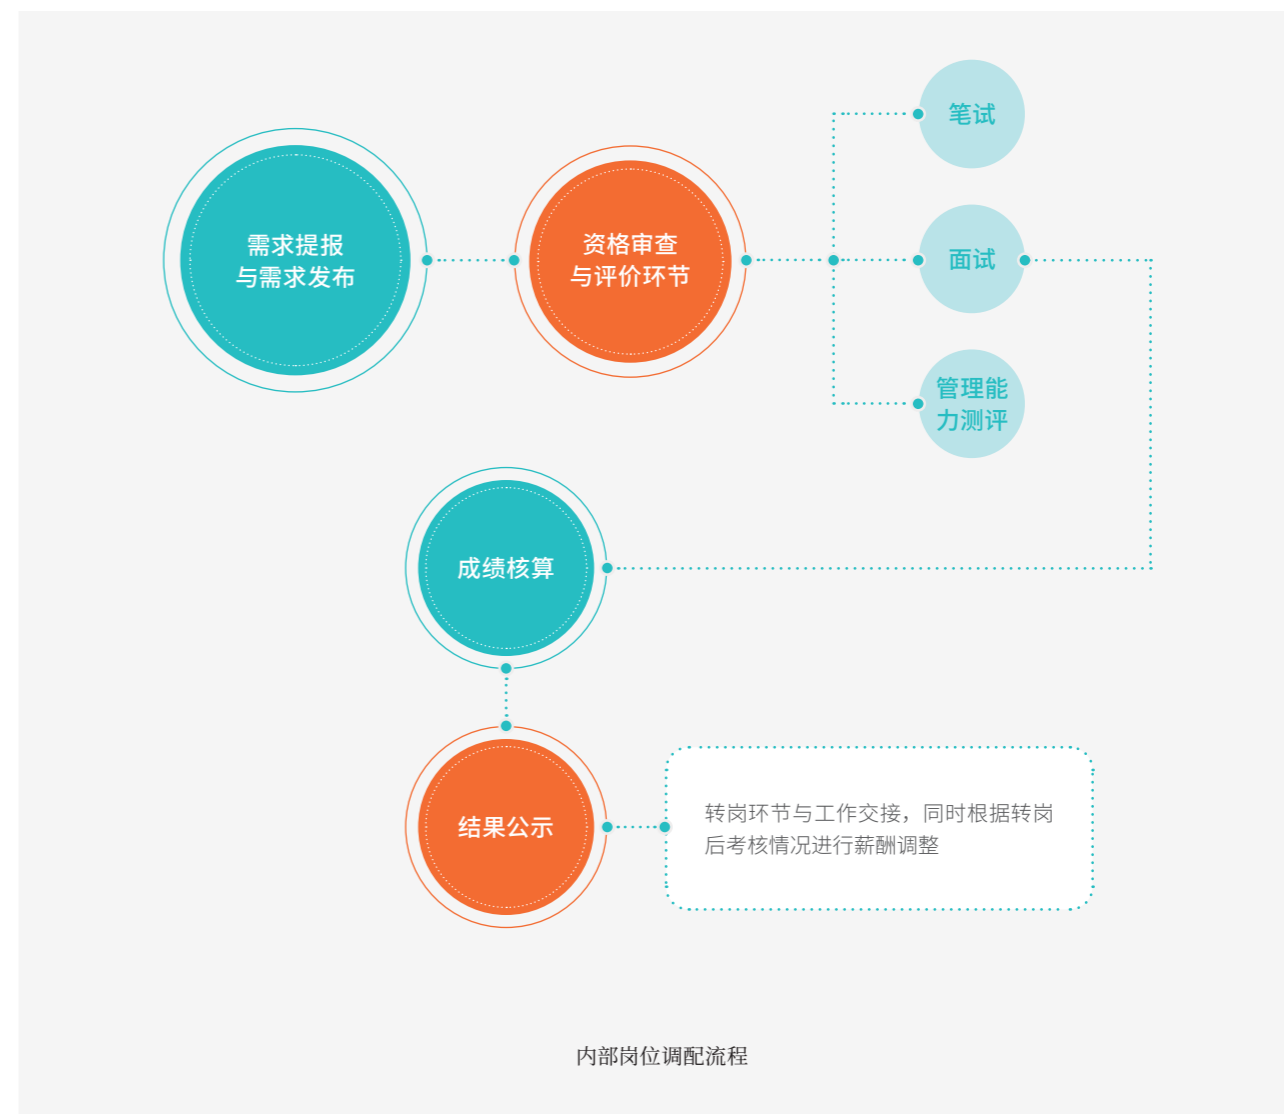 需求提报
与需求发布
资格审查
与评价环节
笔试
面试
管理能
力测评
成绩核算
结果公示
转岗环节与工作交接，同时根据转岗
后考核情况进行薪酬调整
内部岗位调配流程